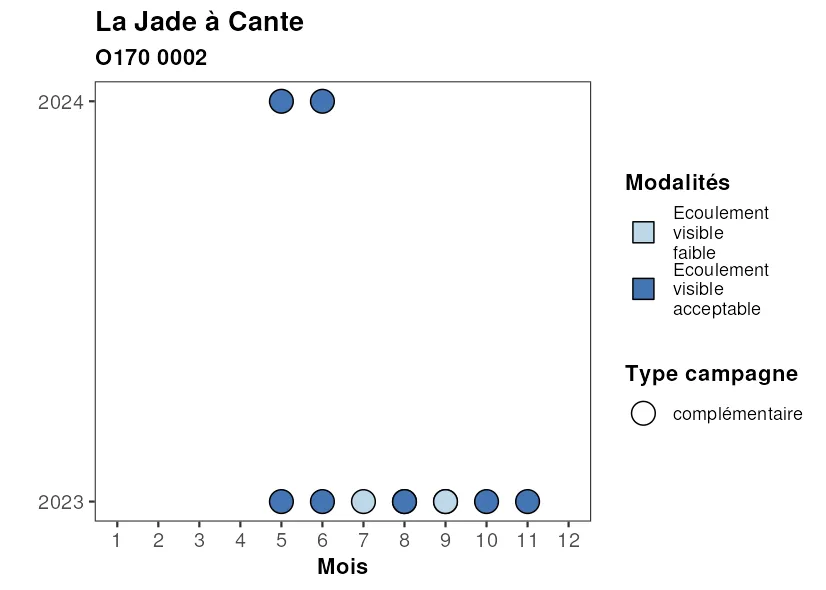 La Jade à Cante
O170 0002
2024
2023
1 2 3 4 5 6 7 8 9 10 11 12
Mois
Modalités
Ecoulement
visible
faible
Ecoulement
visible
acceptable
Type campagne
complémentaire